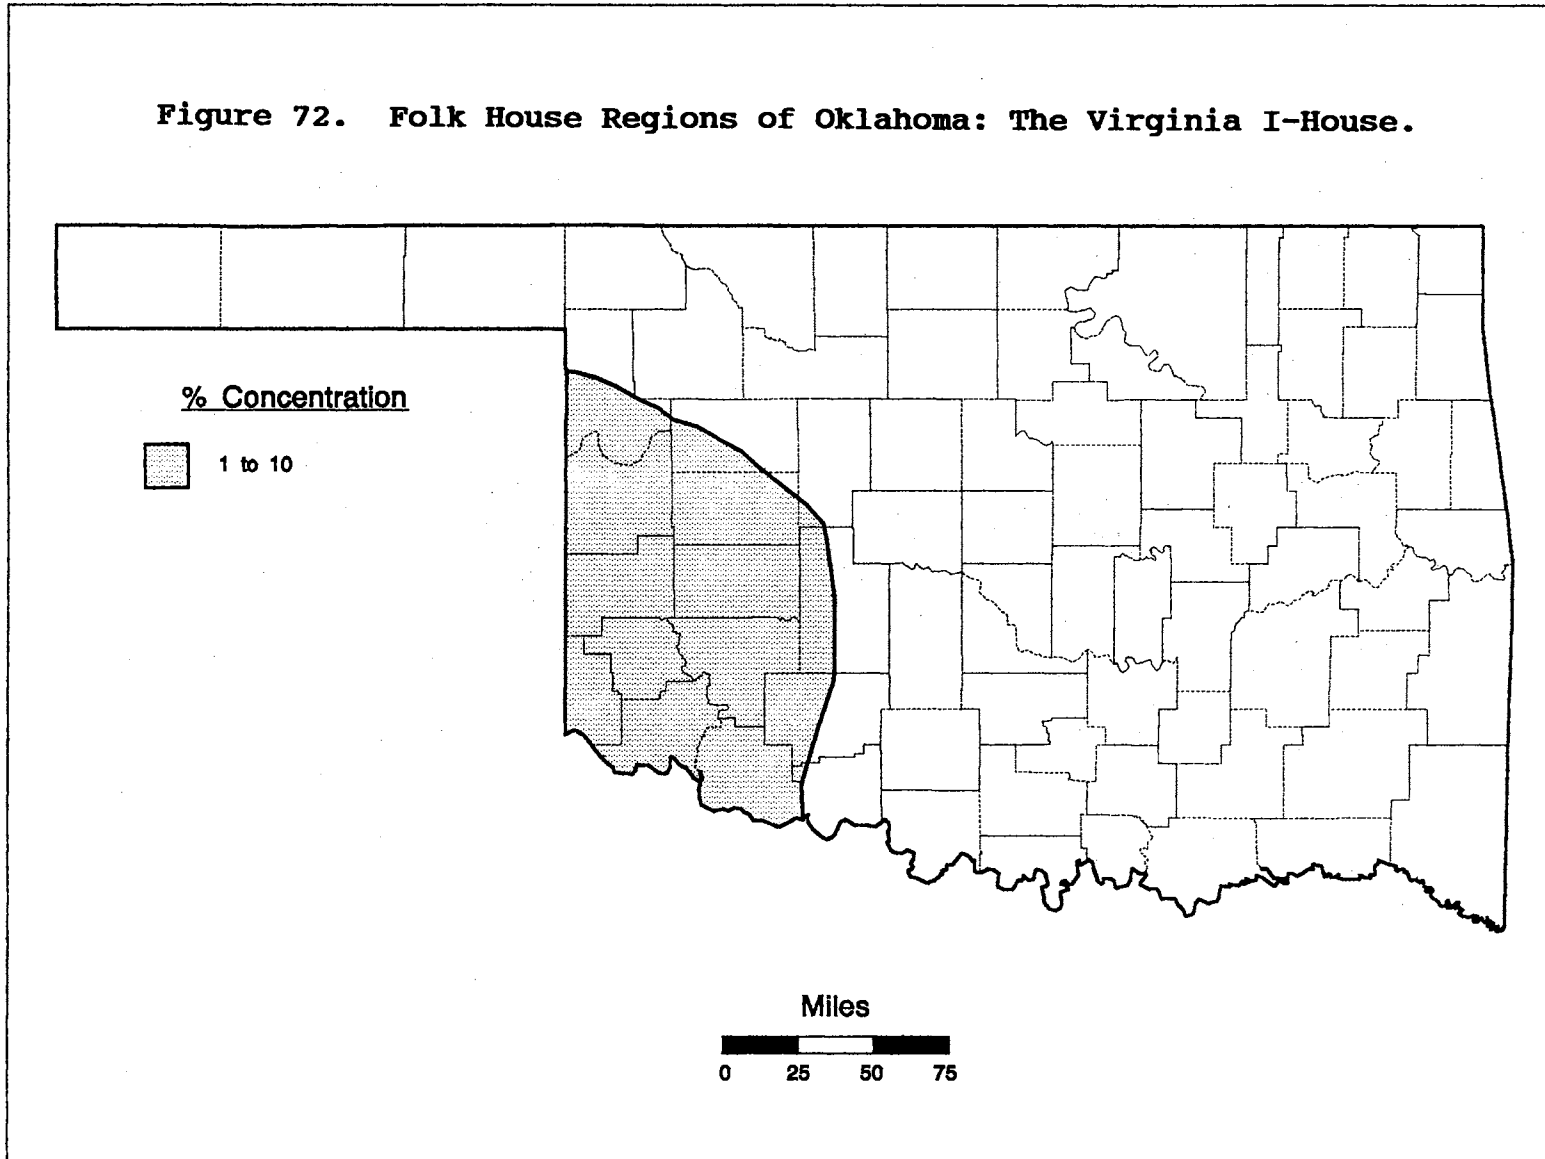 Figure 72. Folk House Regions of Oklahoma: The Virginia I-House.
% Concentration
1 to 10
Miles
0 25 50 75